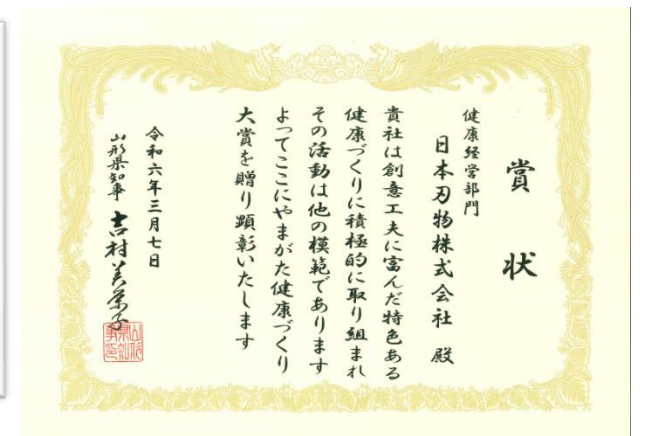 賞状
健康経営部門
日本刃物株式会社 殿
貴社は創意工夫に富んだ特色ある
健康づくりに積極的に取り組まれ
その活動は他の模範であります
よってここにやまがた健康づくり
大賞を贈り顕彰いたします
令和六年三月七日
山形県知事 吉村美栄子